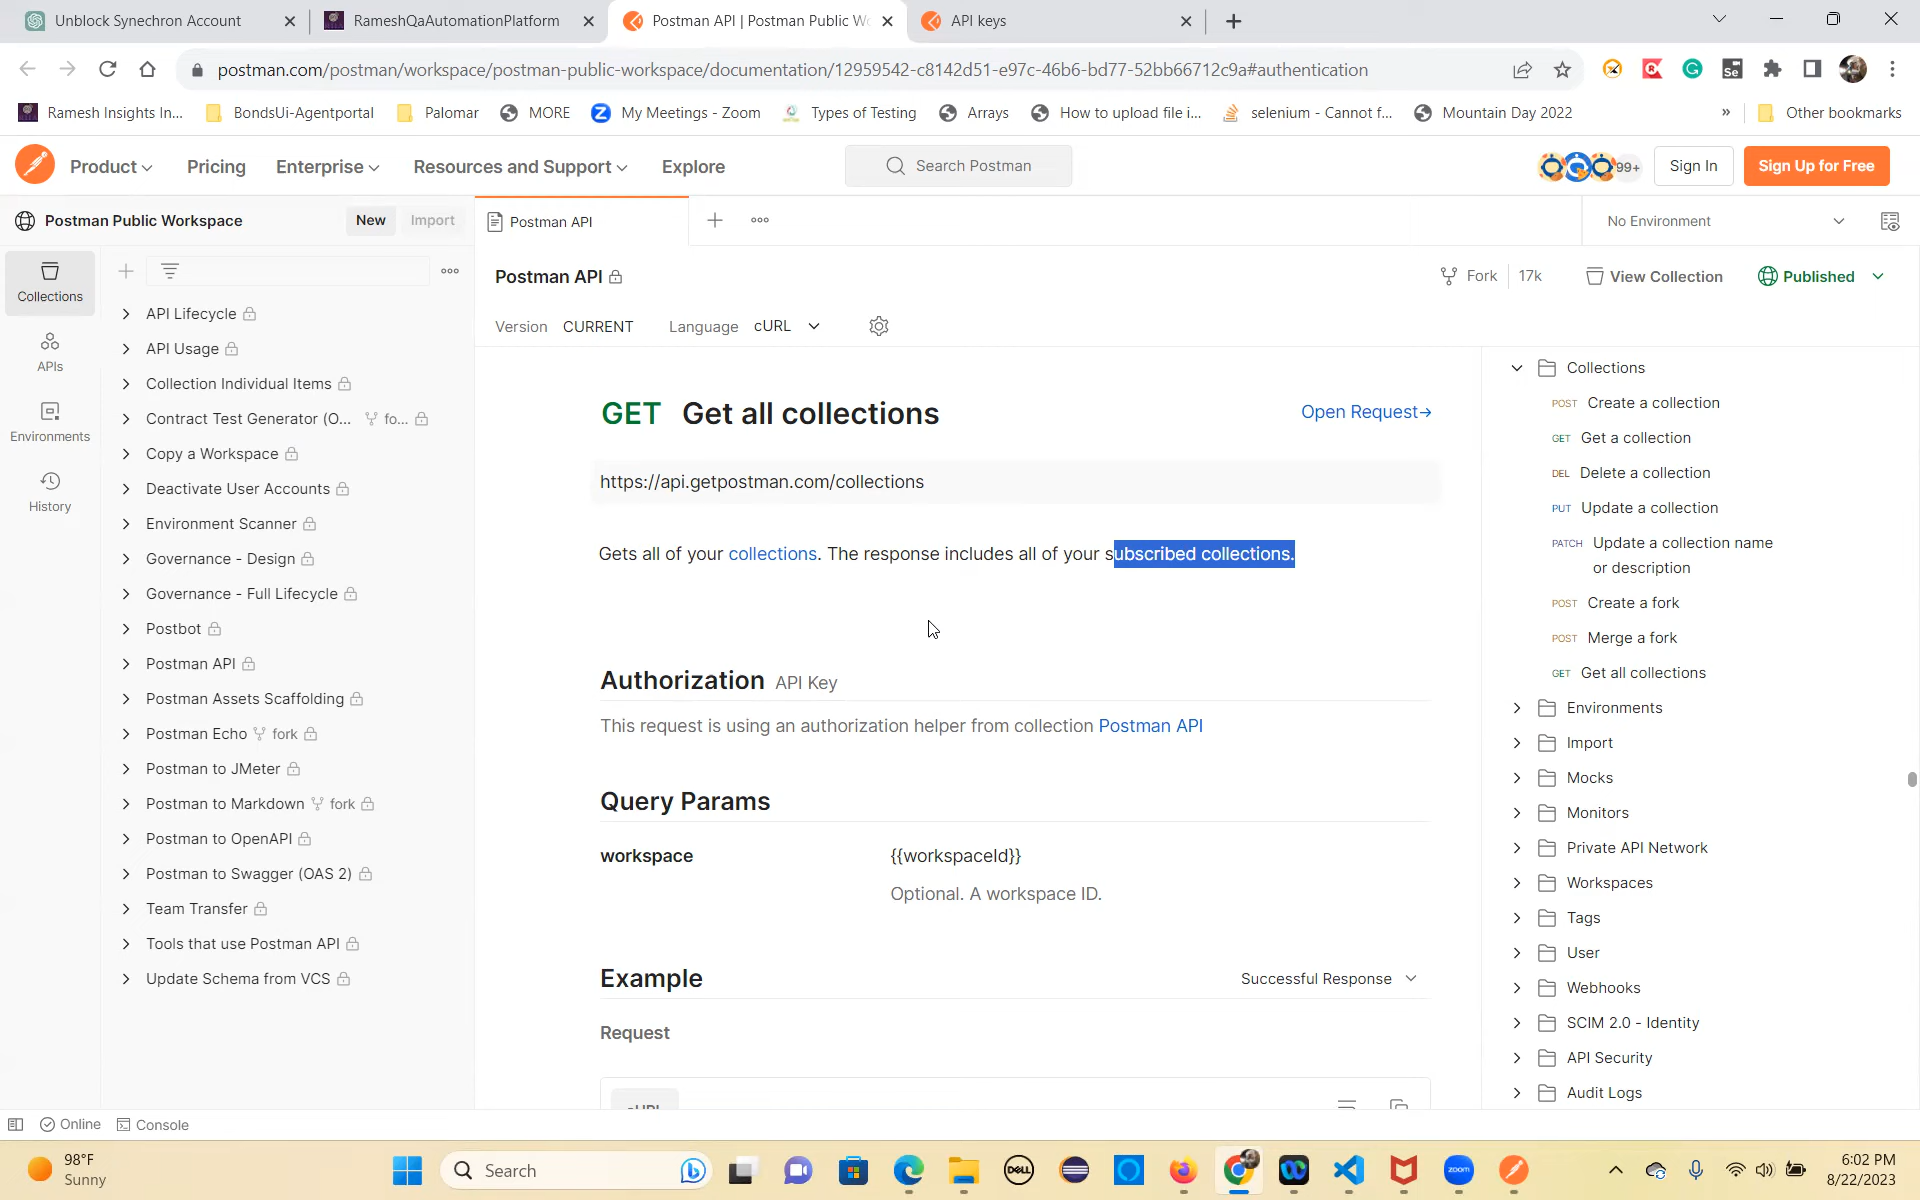 Unblock Synechron Account
RameshQaAutomationPlatform
Postman API | Postman Public Wo
API keys
postman.com/postman/workspace/postman-public-workspace/documentation/12959542-c8142d51-e97c-46b6-bd77-52bb66712c9a#authentication
Ramesh Insights In...
BondsUi-Agentportal
Palomar
MORE
My Meetings - Zoom
Types of Testing
Arrays
How to upload file i...
selenium - Cannot f...
Mountain Day 2022
»
Other bookmarks
Product
Pricing
Enterprise
Resources and Support
Explore
Search Postman
99+
Sign In
Sign Up for Free
Postman Public Workspace
New
Import
Postman API
No Environment
Collections
APIs
Environments
History
API Lifecycle
API Usage
Collection Individual Items
Contract Test Generator (O... fo...
Copy a Workspace
Deactivate User Accounts
Environment Scanner
Governance - Design
Governance - Full Lifecycle
Postbot
Postman API
Postman Assets Scaffolding
Postman Echo fork
Postman to JMeter
Postman to Markdown fork
Postman to OpenAPI
Postman to Swagger (OAS 2)
Team Transfer
Tools that use Postman API
Update Schema from VCS
Postman API
Fork 17k
View Collection
Published
Version CURRENT
Language cURL
GET Get all collections
Open Request→
https://api.getpostman.com/collections
Gets all of your collections. The response includes all of your subscribed collections.
Authorization API Key
This request is using an authorization helper from collection Postman API
Query Params
workspace
{{workspaceId}}
Optional. A workspace ID.
Example
Successful Response
Request
cURL
Collections
POST Create a collection
GET Get a collection
DEL Delete a collection
PUT Update a collection
PATCH Update a collection name
or description
POST Create a fork
POST Merge a fork
GET Get all collections
Environments
Import
Mocks
Monitors
Private API Network
Workspaces
Tags
User
Webhooks
SCIM 2.0 - Identity
API Security
Audit Logs
Online
Console
98°F
Sunny
Search
DELL
zoom
6:02 PM
8/22/2023